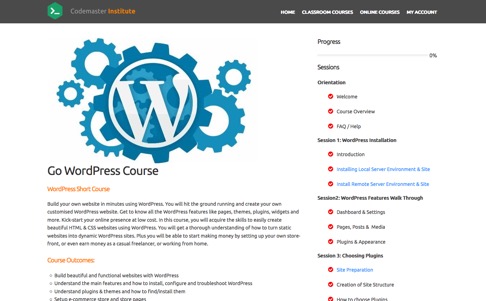 Codemaster Institute
HOME CLASSROOM COURSES ONLINE COURSES MY ACCOUNT
Go WordPress Course
WordPress Short Course
Build your own website in minutes using WordPress. You will hit the ground running and create your own
customised WordPress website. Get to know all the WordPress features like pages, themes, plugins, widgets and
more. Kick-start your online presence at low cost. In this course, you will acquire the skills to easily create
beautiful HTML & CSS websites using WordPress. You will get a thorough understanding of how to turn static
websites into dynamic WordPress sites. Plus you will be able to start making money by setting up your own store-
front, or even earn money as a casual freelancer, or working from home.
Course Outcomes:
Build beautiful and functional websites with WordPress
Understand the main features and how to install, configure and troubleshoot WordPress
Understand plugins & themes and how to find/install them
Setup e-commerce store and store pages
Progress
0%
Sessions
Orientation
Welcome
Course Overview
FAQ / Help
Session 1: WordPress Installation
Introduction
Installing Local Server Environment & Site
Install Remote Server Environment & Site
Session2: WordPress Features Walk Through
Dashboard & Settings
Pages, Posts & Media
Plugins & Appearance
Session 3: Choosing Plugins
Site Preparation
Creation of Site Structure
How to choose Plugins